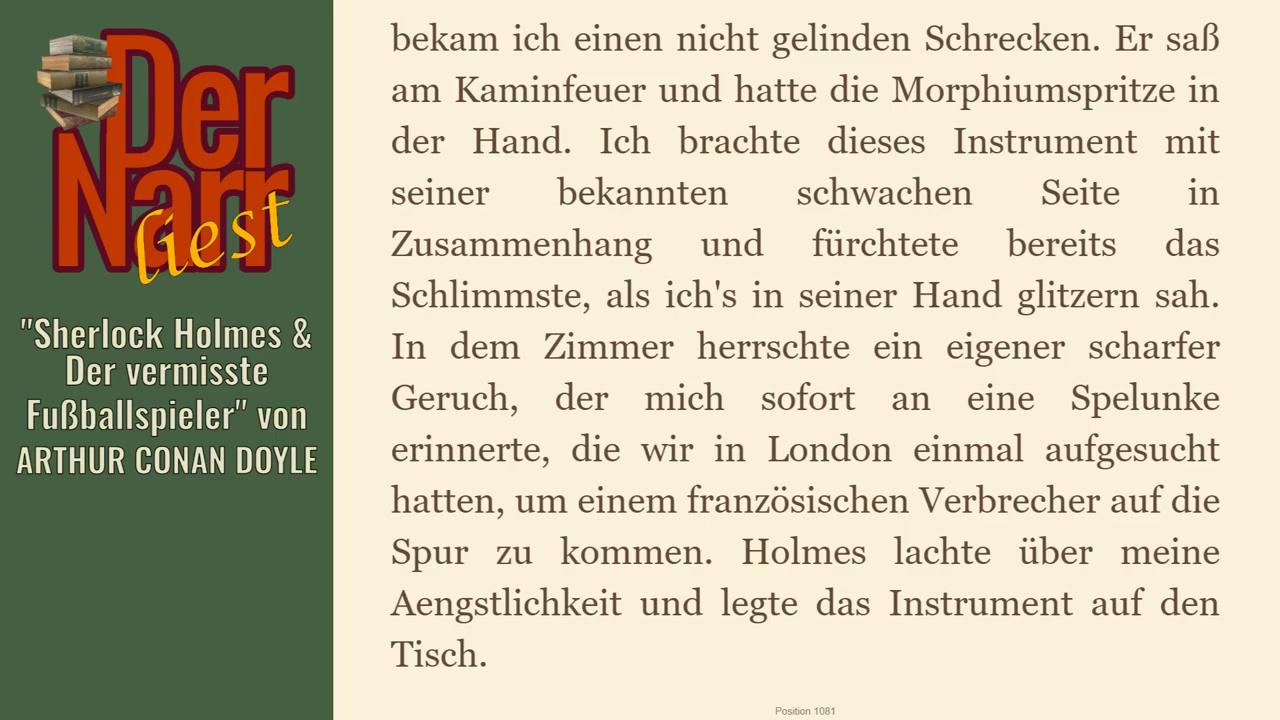 Der
Narr
liest
"Sherlock Holmes &
Der vermisste
Fußballspieler" von
ARTHUR CONAN DOYLE
bekam ich einen nicht gelinden Schrecken. Er saß
am Kaminfeuer und hatte die Morphiumspritze in
der Hand. Ich brachte dieses Instrument mit
seiner bekannten schwachen Seite in
Zusammenhang und fürchtete bereits das
Schlimmste, als ich's in seiner Hand glitzern sah.
In dem Zimmer herrschte ein eigener scharfer
Geruch, der mich sofort an eine Spelunke
erinnerte, die wir in London einmal aufgesucht
hatten, um einem französischen Verbrecher auf die
Spur zu kommen. Holmes lachte über meine
Aengstlichkeit und legte das Instrument auf den
Tisch.
Position 1081